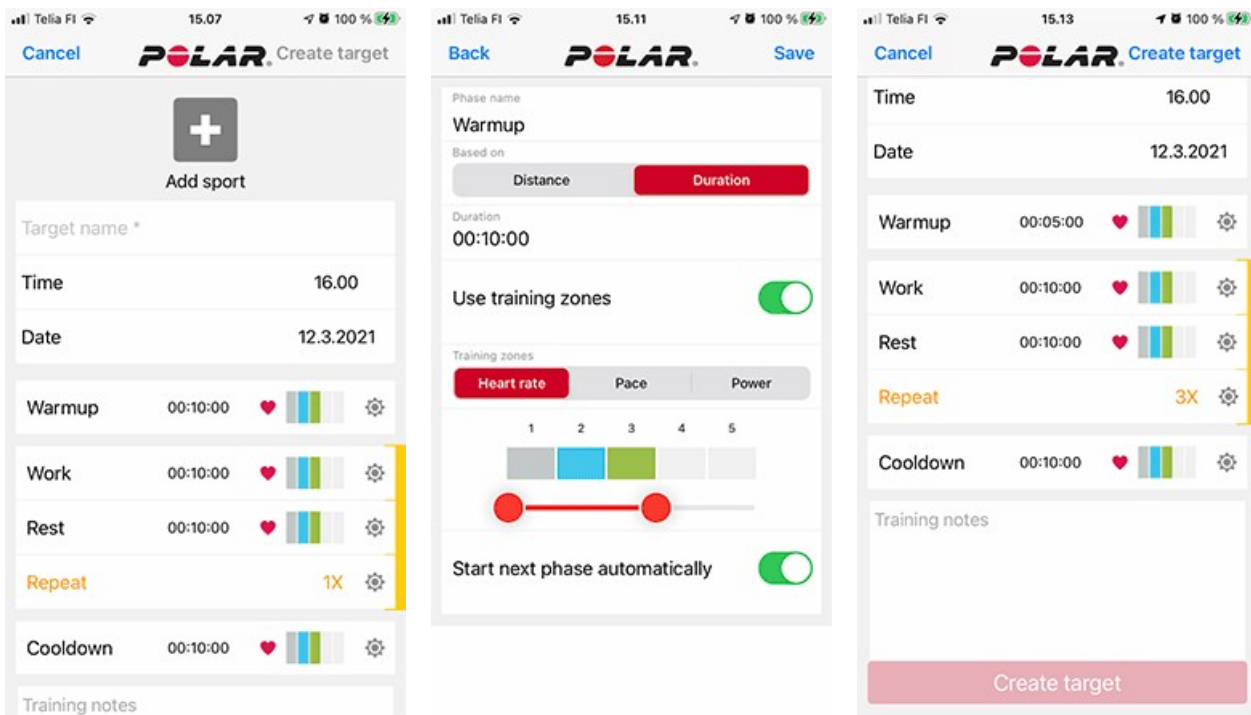 Telia FI 15.07 100 %
Cancel POLAR. Create target
Add sport
Target name *
Time 16.00
Date 12.3.2021
Warmup 00:10:00
Work 00:10:00
Rest 00:10:00
Repeat 1X
Cooldown 00:10:00
Training notes
Telia FI 15.11 100 %
Back POLAR. Save
Phase name
Warmup
Based on
Distance Duration
Duration
00:10:00
Use training zones
Training zones
Heart rate Pace Power
1 2 3 4 5
Start next phase automatically
Telia FI 15.13 100 %
Cancel POLAR. Create target
Time 16.00
Date 12.3.2021
Warmup 00:05:00
Work 00:10:00
Rest 00:10:00
Repeat 3X
Cooldown 00:10:00
Training notes
Create target